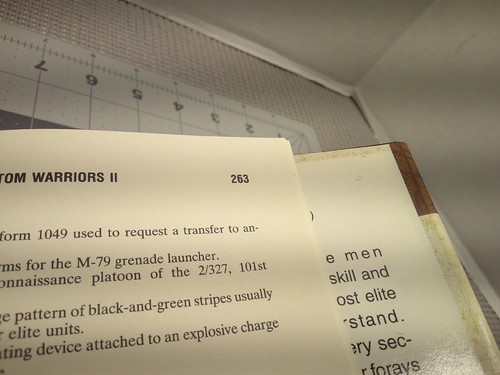 7 6 5 4 3 2
TOM WARRIORS II 263
form 1049 used to request a transfer to an-
rms for the M-79 grenade launcher.
onnaissance platoon of the 2/327, 101st
ge pattern of black-and-green stripes usually
r elite units.
ating device attached to an explosive charge
)
e men
skill and
ost elite
stand.
ery sec-
r forays